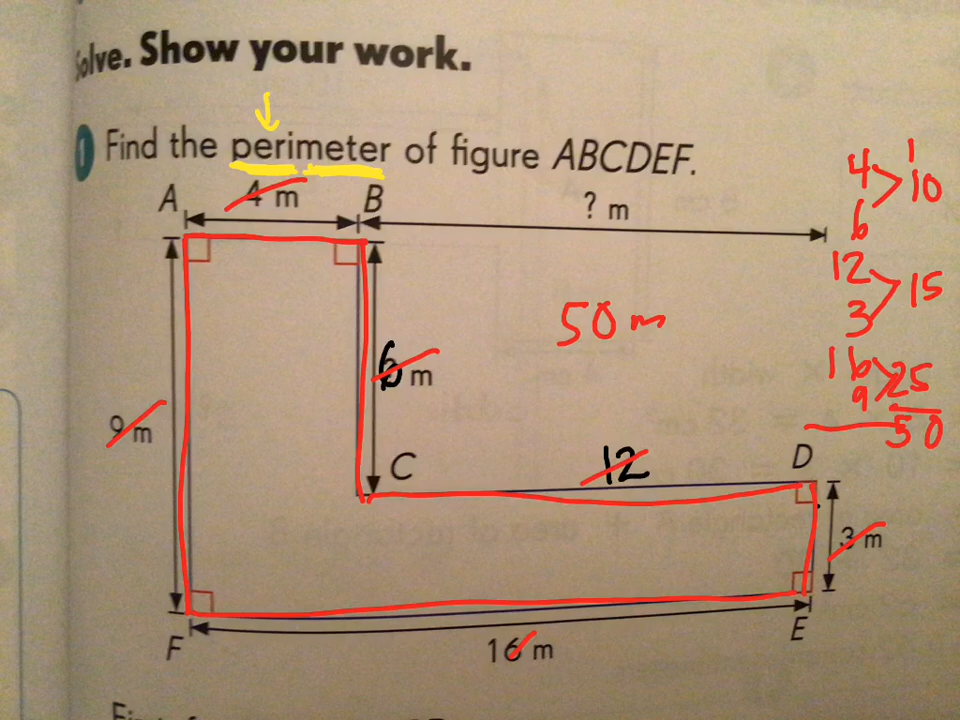 Solve. Show your work.
1 Find the perimeter of figure ABCDEF.
A 4 m B ? m
4 1
10
6
12
15
3
50 m
6 m
16 25
9
50
9 m
C 12 D
3 m
F 16 m E